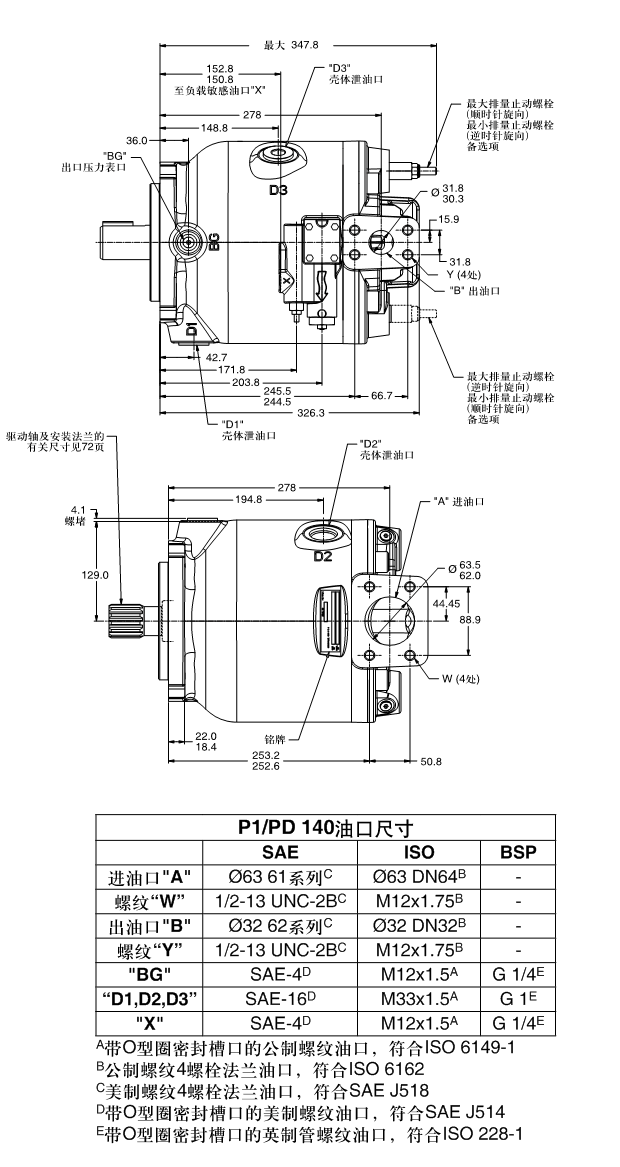 最大 347.8
152.8
150.8
至负载敏感油口"X"
"D3"
壳体泄油口
278
148.8
36.0
"BG"
出口压力表口
最大排量止动螺栓
(顺时针旋向)
最小排量止动螺栓
(逆时针旋向)
备选项
D3
Ø 31.8
30.3
15.9
BG
X
31.8
Y (4处)
"B" 出油口
D1
42.7
171.8
203.8
245.5
244.5
66.7
326.3
最大排量止动螺栓
(逆时针旋向)
最小排量止动螺栓
(顺时针旋向)
备选项
"D1"
壳体泄油口
驱动轴及安装法兰的
有关尺寸见72页
"D2"
壳体泄油口
278
194.8
"A" 进油口
4.1
螺堵
D2
129.0
Ø 63.5
62.0
44.45
88.9
W (4处)
铭牌
22.0
18.4
253.2
252.6
50.8
P1/PD 140油口尺寸
SAE ISO BSP
进油口"A" Ø63 61系列C Ø63 DN64B -
螺纹“W” 1/2-13 UNC-2BC M12x1.75B -
出油口"B" Ø32 62系列C Ø32 DN32B -
螺纹“Y” 1/2-13 UNC-2BC M12x1.75B -
"BG" SAE-4D M12x1.5A G 1/4E
“D1,D2,D3” SAE-16D M33x1.5A G 1E
"X" SAE-4D M12x1.5A G 1/4E
A带O型圈密封槽口的公制螺纹油口，符合ISO 6149-1
B公制螺纹4螺栓法兰油口，符合ISO 6162
C美制螺纹4螺栓法兰油口，符合SAE J518
D带O型圈密封槽口的美制螺纹油口，符合SAE J514
E带O型圈密封槽口的英制管螺纹油口，符合ISO 228-1